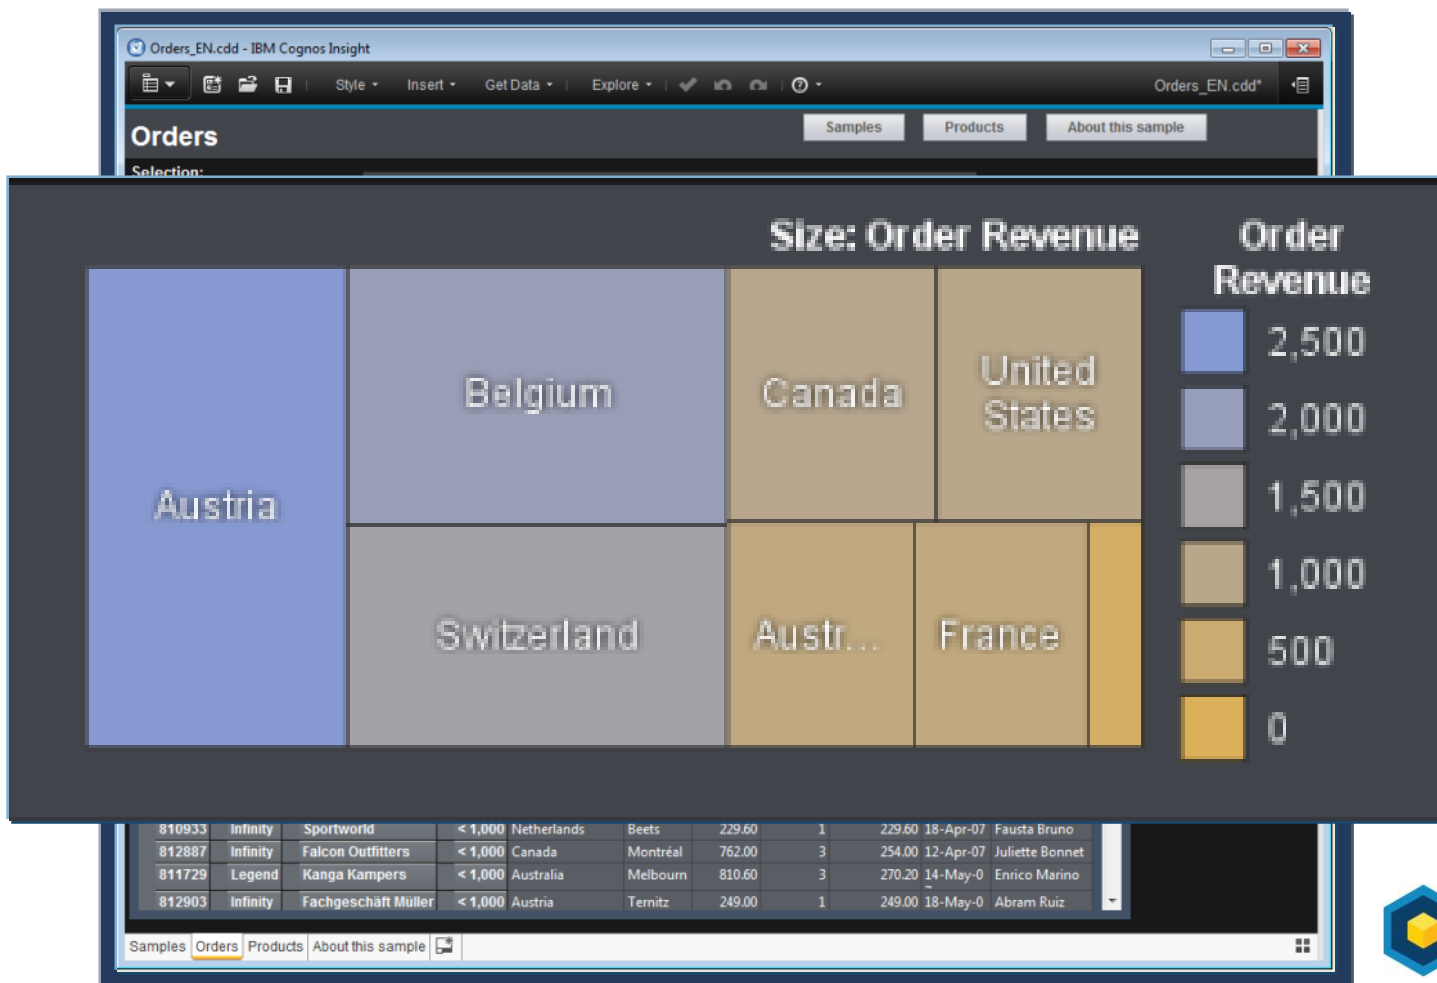 Orders_EN.cdd - IBM Cognos Insight
Style Insert Get Data Explore Orders_EN.cdd*
Orders Samples Products About this sample
Selection:
Size: Order Revenue
Order
Revenue
2,500
2,000
1,500
1,000
500
0
Austria
Belgium
Switzerland
Canada
United
States
Austr...
France
810933 Infinity Sportworld < 1,000 Netherlands Beets 229.60 1 229.60 18-Apr-07 Fausta Bruno
812887 Infinity Falcon Outfitters < 1,000 Canada Montréal 762.00 3 254.00 12-Apr-07 Juliette Bonnet
811729 Legend Kanga Kampers < 1,000 Australia Melbourn 810.60 3 270.20 14-May-0 Enrico Marino
812903 Infinity Fachgeschäft Müller < 1,000 Austria Ternitz 249.00 1 249.00 18-May-0 Abram Ruiz
Samples Orders Products About this sample